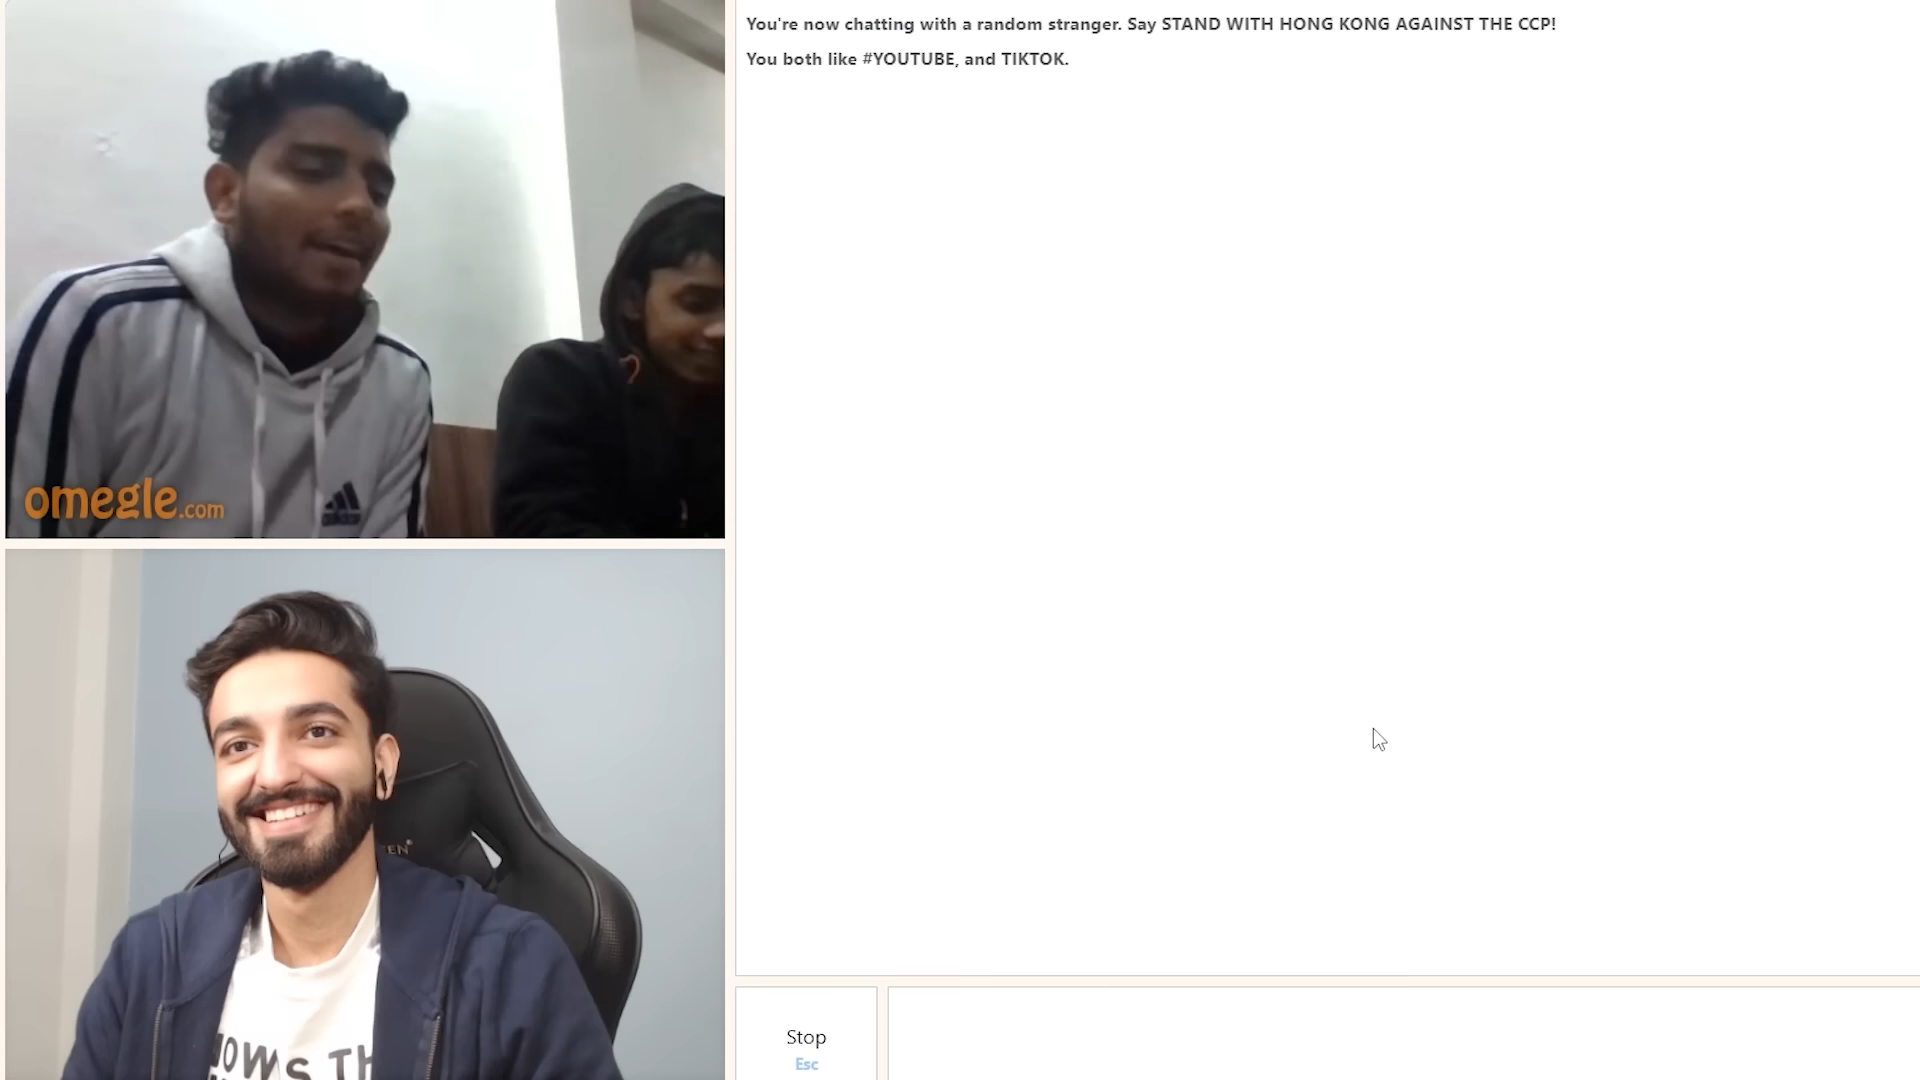 You're now chatting with a random stranger. Say STAND WITH HONG KONG AGAINST THE CCP!
You both like #YOUTUBE, and TIKTOK.
omegle.com
Stop
Esc